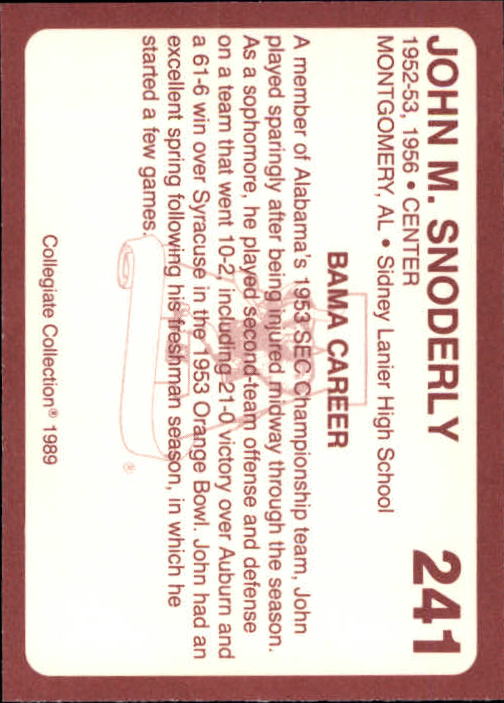 JOHN M. SNODERLY 241
1952-53, 1956 • CENTER
MONTGOMERY, AL • Sidney Lanier High School
BAMA CAREER
A member of Alabama's 1953 SEC Championship team, John
played sparingly after being injured midway through the season.
As a sophomore, he played second-team offense and defense
on a team that went 10-2, including 21-0 victory over Auburn and
a 61-6 win over Syracuse in the 1953 Orange Bowl. John had an
excellent spring following his freshman season, in which he
started a few games.
®
Collegiate Collection® 1989